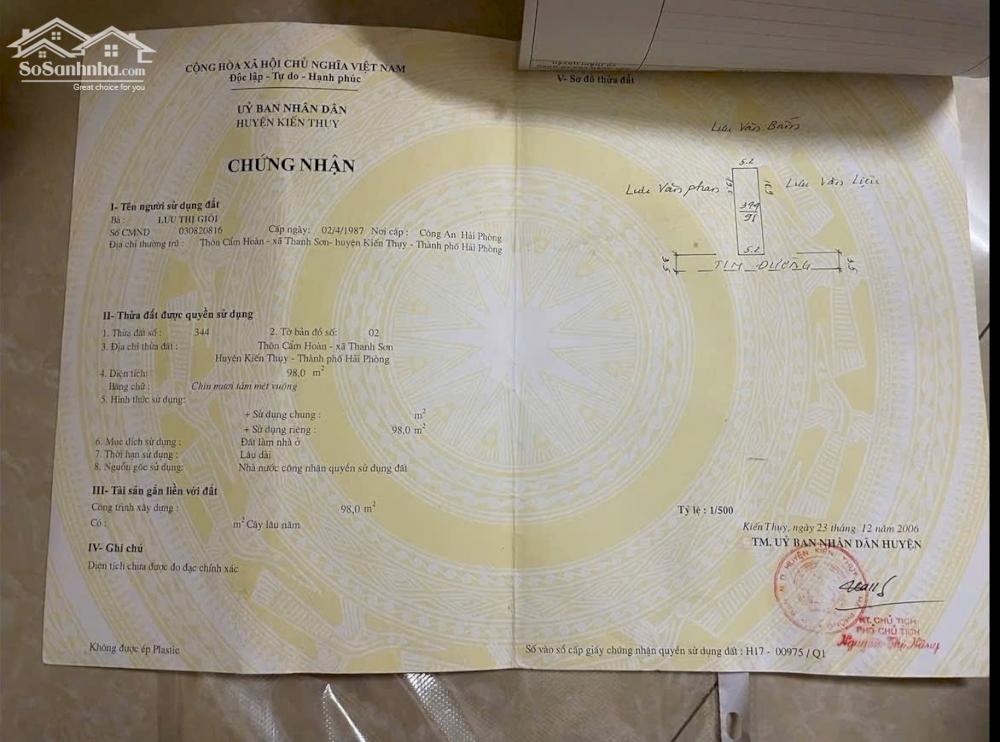 SoSanhnha.com
Great choice for you
CỘNG HÒA XÃ HỘI CHỦ NGHĨA VIỆT NAM
Độc lập - Tự do - Hạnh phúc
UỶ BAN NHÂN DÂN
HUYỆN KIẾN THUỴ
CHỨNG NHẬN
I- Tên người sử dụng đất
Bà : LƯU THỊ GIỎI
Số CMND 030820816 Cấp ngày: 02/4/1987 Nơi cấp: Công An Hải Phòng
Địa chỉ thường trú : Thôn Cẩm Hoàn - xã Thanh Sơn- huyện Kiến Thụy - Thành phố Hải Phòng
II- Thửa đất được quyền sử dụng
1. Thửa đất số : 344 2. Tờ bản đồ số: 02
3. Địa chỉ thửa đất : Thôn Cẩm Hoàn - xã Thanh Sơn
Huyện Kiến Thụy - Thành phố Hải Phòng
4. Diện tích: 98,0 m²
Bằng chữ : Chín mươi tám mét vuông
5. Hình thức sử dụng:
+ Sử dụng chung : m²
+ Sử dụng riêng : 98,0 m²
6. Mục đích sử dụng : Đất làm nhà ở
7. Thời hạn sử dụng : Lâu dài
8. Nguồn gốc sử dụng: Nhà nước công nhận quyền sử dụng đất
III- Tài sản gắn liền với đất
Công trình xây dựng : 98,0 m²
Có : m² Cây lâu năm
IV- Ghi chú
Diện tích chưa được đo đạc chính xác
Không được ép Plastic
V- Sơ đồ thửa đất
Lưu Văn Bản
5.2
Lưu Văn phan
Lưu Văn Liệu
344
5.2
3.5 TIM ĐƯỜNG 3.5
Tỷ lệ : 1/500
Kiến Thụy, ngày 23 tháng 12 năm 2006
TM. UỶ BAN NHÂN DÂN HUYỆN
KT. CHỦ TỊCH
PHÓ CHỦ TỊCH
Nguyễn Thị
Số vào sổ cấp giấy chứng nhận quyền sử dụng đất : H17 - 00975 / Q1